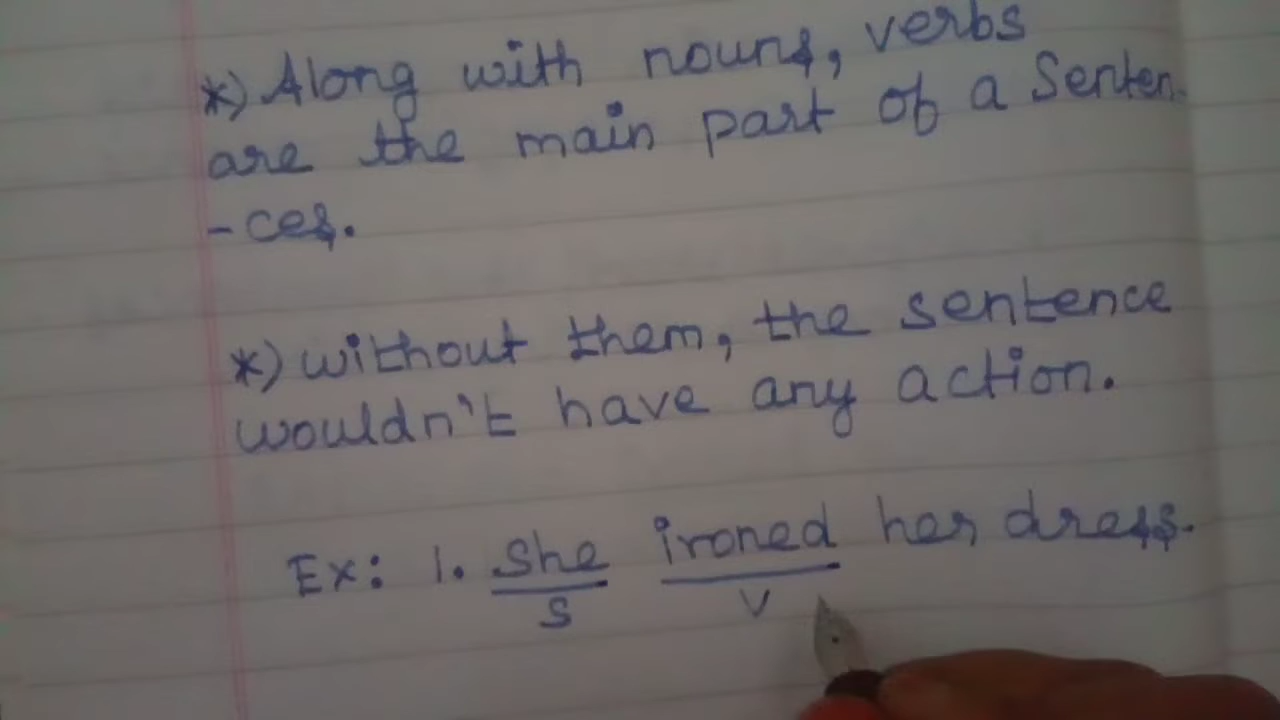 *) Along with nouns, verbs
are the main part of a Senten
-ces.
*) without them, the sentence
wouldn't have any action.
Ex: 1. She ironed her dress.
S V